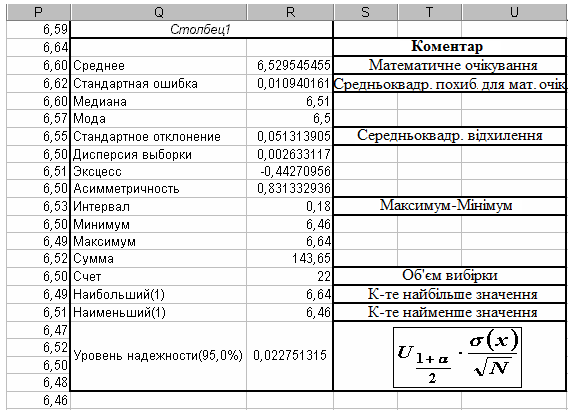 P Q R S T U
6,59 Столбец1
6,64 Коментар
6,60 Среднее 6,529545455 Математичне очікування
6,62 Стандартная ошибка 0,010940161 Средньоквадр. похиб. для мат. очік.
6,60 Медиана 6,51
6,57 Мода 6,5
6,55 Стандартное отклонение 0,051313905 Середньоквадр. відхилення
6,50 Дисперсия выборки 0,002633117
6,51 Эксцесс -0,44270956
6,50 Асимметричность 0,831332936
6,53 Интервал 0,18 Максимум-Мінімум
6,50 Минимум 6,46
6,49 Максимум 6,64
6,52 Сумма 143,65
6,50 Счет 22 Об'єм вибірки
6,49 Наибольший(1) 6,64 К-те найбільше значення
6,51 Наименьший(1) 6,46 К-те найменше значення
6,47
6,52 Уровень надежности(95,0%) 0,022751315 U_{\frac{1+α}{2}} · \frac{σ(x)}{\sqrt{N}}
6,50
6,48
6,46